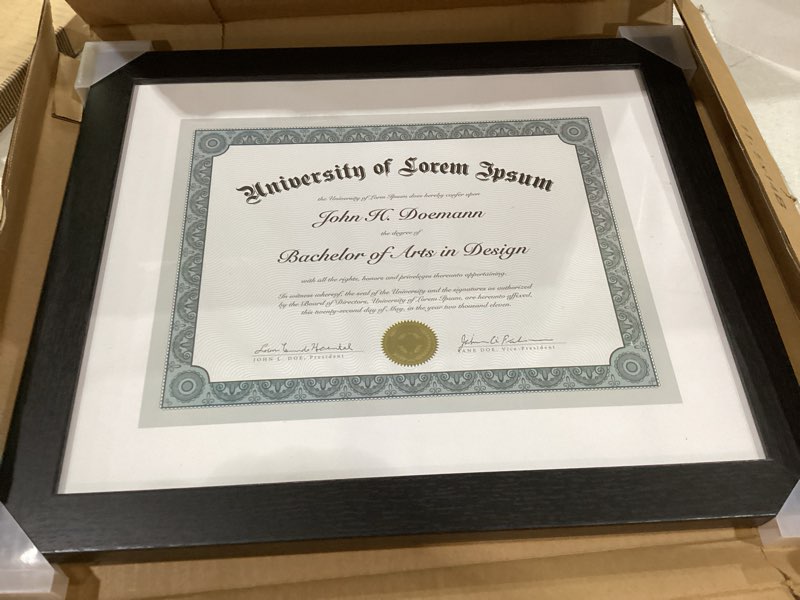 University of Lorem Ipsum
the University of Lorem Ipsum does hereby confer upon
John H. Doemann
the degree of
Bachelor of Arts in Design
with all the rights, honors and privileges thereunto appertaining.
In witness whereof, the seal of the University and the signatures as authorized
by the Board of Directors, University of Lorem Ipsum, are hereunto affixed,
this twenty-second day of May, in the year two thousand eleven.
JOHN L. DOE, President
JANE DOE, Vice-President